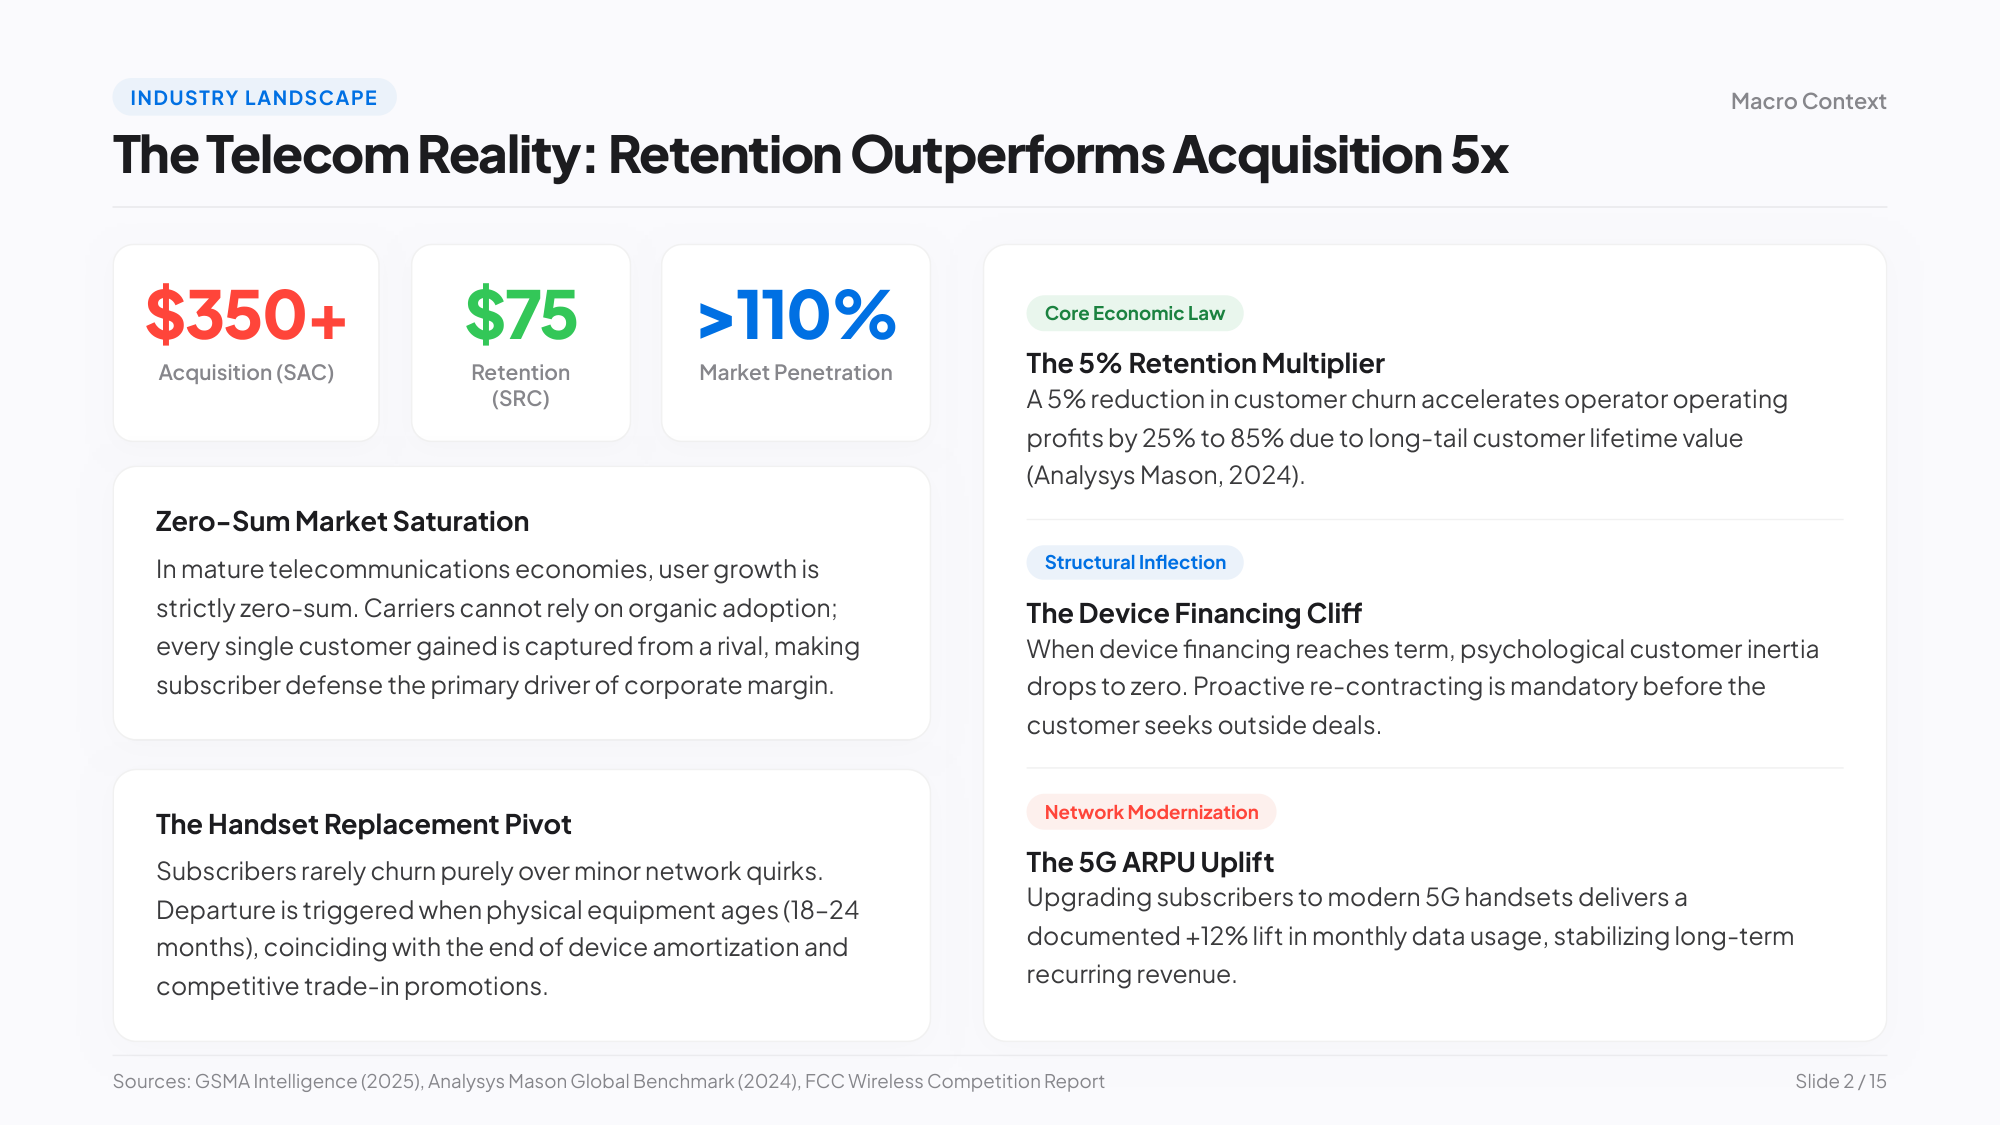 INDUSTRY LANDSCAPE
Macro Context
The Telecom Reality: Retention Outperforms Acquisition 5x
$350+
Acquisition (SAC)
$75
Retention
(SRC)
>110%
Market Penetration
Zero-Sum Market Saturation
In mature telecommunications economies, user growth is
strictly zero-sum. Carriers cannot rely on organic adoption;
every single customer gained is captured from a rival, making
subscriber defense the primary driver of corporate margin.
The Handset Replacement Pivot
Subscribers rarely churn purely over minor network quirks.
Departure is triggered when physical equipment ages (18–24
months), coinciding with the end of device amortization and
competitive trade-in promotions.
Core Economic Law
The 5% Retention Multiplier
A 5% reduction in customer churn accelerates operator operating
profits by 25% to 85% due to long-tail customer lifetime value
(Analysys Mason, 2024).
Structural Inflection
The Device Financing Cliff
When device financing reaches term, psychological customer inertia
drops to zero. Proactive re-contracting is mandatory before the
customer seeks outside deals.
Network Modernization
The 5G ARPU Uplift
Upgrading subscribers to modern 5G handsets delivers a
documented +12% lift in monthly data usage, stabilizing long-term
recurring revenue.
Sources: GSMA Intelligence (2025), Analysys Mason Global Benchmark (2024), FCC Wireless Competition Report
Slide 2 / 15